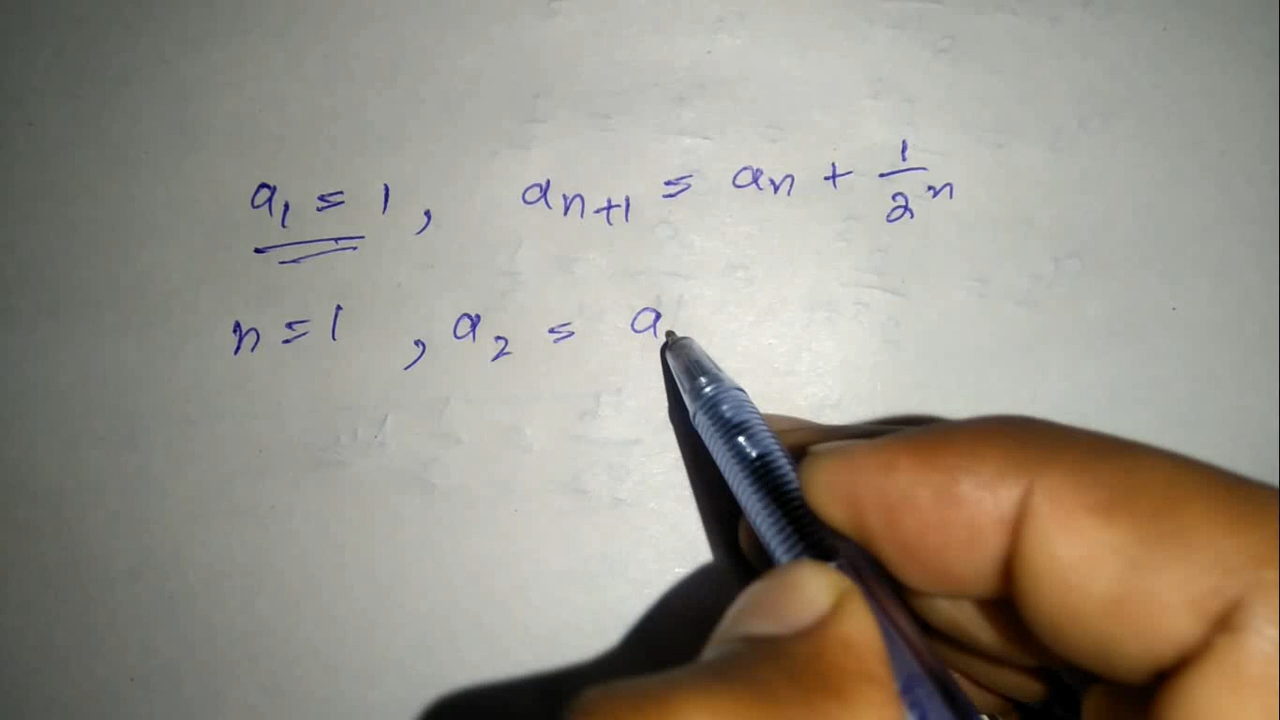 a₁ = 1, aₙ₊₁ = aₙ + 1/2ⁿ
n = 1, a₂ = a